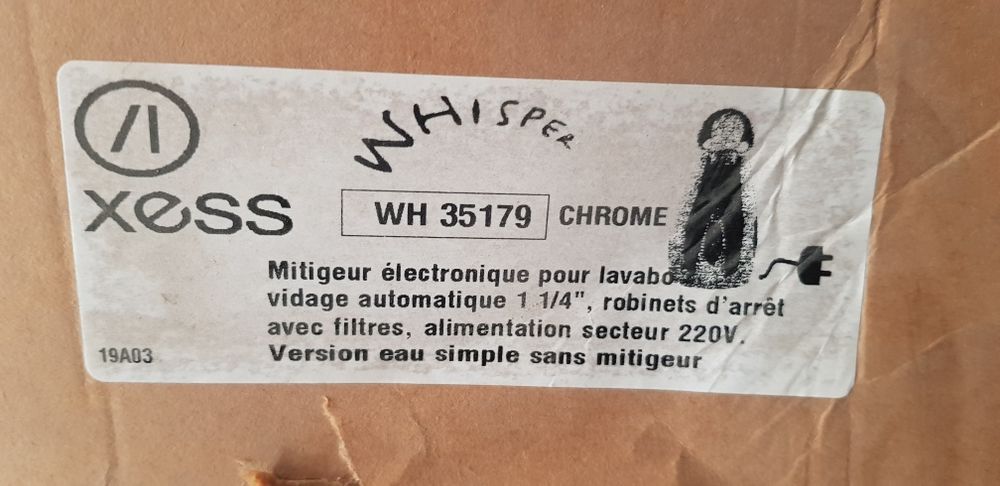 WHISPER
xess
WH 35179 CHROME
Mitigeur électronique pour lavabo
vidage automatique 1 1/4", robinets d'arrêt
avec filtres, alimentation secteur 220V.
Version eau simple sans mitigeur
19A03